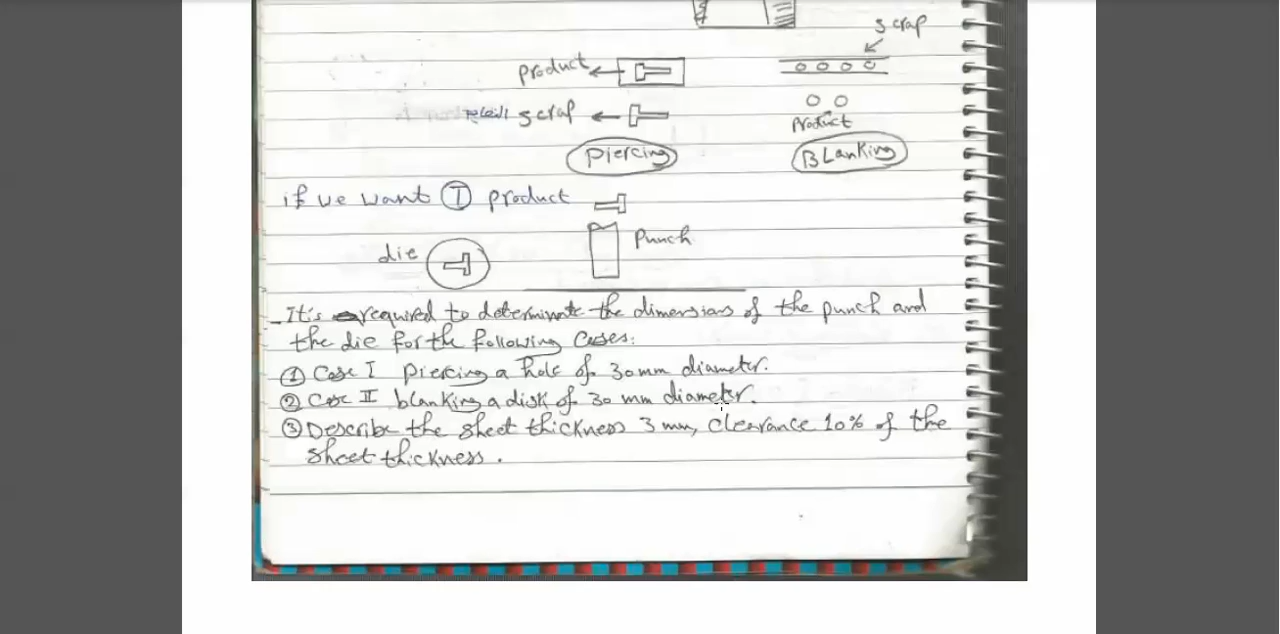 scrap
product
scrap
product
Piercing
Blanking
if we want ① product
die
Punch
- It's required to determinate the dimensions of the punch and
the die for the following Cases:
① Case I piercing a hole of 30 mm diameter.
② Case II blanking a disk of 30 mm diameter.
③ Describe the sheet thickness 3 mm, clearance 10% of the
sheet thickness.